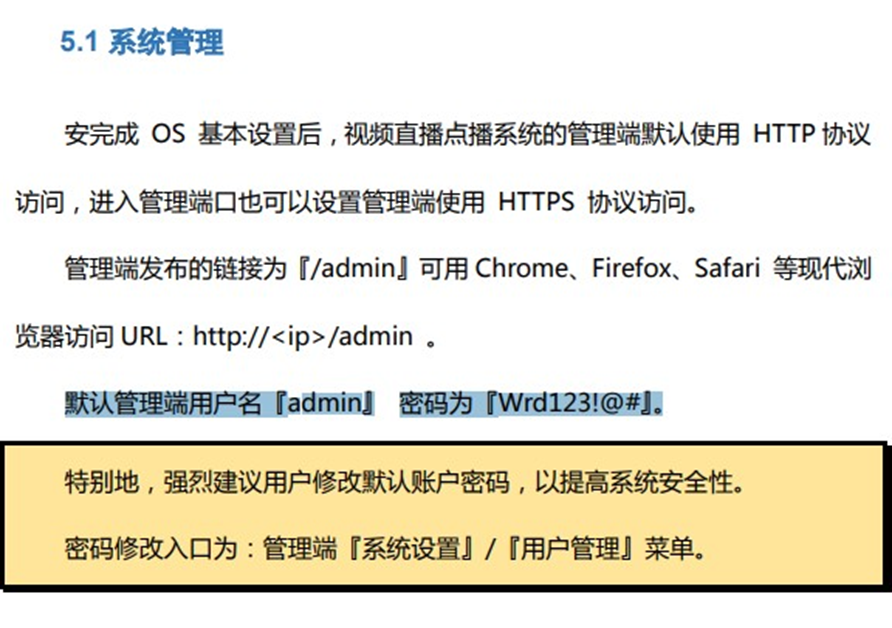 5.1 系统管理
安完成 OS 基本设置后，视频直播点播系统的管理端默认使用 HTTP 协议
访问，进入管理端口也可以设置管理端使用 HTTPS 协议访问。
管理端发布的链接为『/admin』可用 Chrome、Firefox、Safari 等现代浏
览器访问 URL：http://<ip>/admin 。
默认管理端用户名『admin』 密码为『Wrd123!@#』。
特别地，强烈建议用户修改默认账户密码，以提高系统安全性。
密码修改入口为：管理端『系统设置』/『用户管理』菜单。